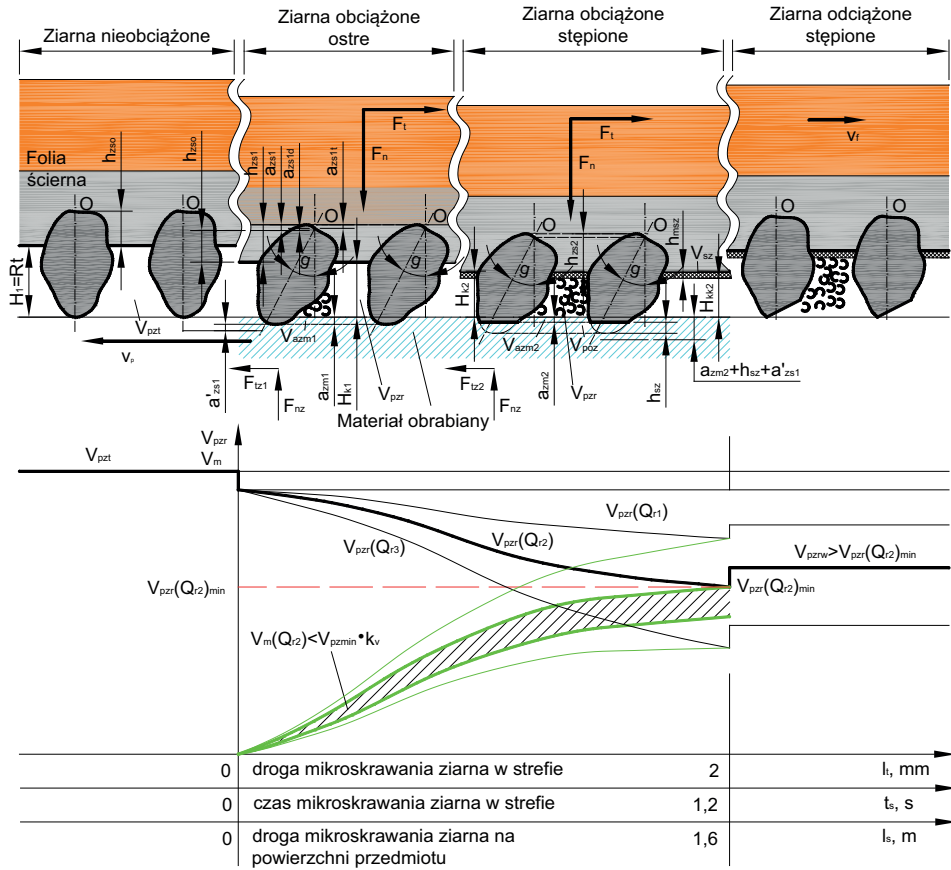 Ziarna nieobciążone
Ziarna obciążone
ostre
Ziarna obciążone
stępione
Ziarna odciążone
stępione
Folia
ścierna
hzso
hzso
hzs1
azs1
azs1d
azs1t
Ft
Fn
Ft
Fn
vf
O
O
O
O
O
O
O
O
g
g
g
g
hzs2
hmsz
Vsz
H1=Rt
Hk2
Hkk2
Vpzt
vp
a'zs1
Vazm1
azm1
Hk1
Vpzr
Vazm2
azm2
Vpoz
Vpzr
hsz
azm2+hsz+a'zs1
Ftz1
Fnz
Ftz2
Fnz
Materiał obrabiany
Vpzr
Vm
Vpzt
Vpzr(Qr1)
Vpzr(Qr2)
Vpzr(Qr3)
Vpzrw>Vpzr(Qr2)min
Vpzr(Qr2)min
Vpzr(Qr2)min
Vm(Qr2)<Vpzmin•kv
0 droga mikroskrawania ziarna w strefie 2 lt, mm
0 czas mikroskrawania ziarna w strefie 1,2 ts, s
0 droga mikroskrawania ziarna na 1,6 ls, m
powierzchni przedmiotu